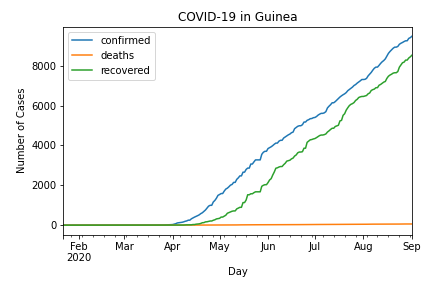 COVID-19 in Guinea
confirmed
deaths
recovered
Number of Cases
8000
6000
4000
2000
0
Feb Mar Apr May Jun Jul Aug Sep
2020
Day